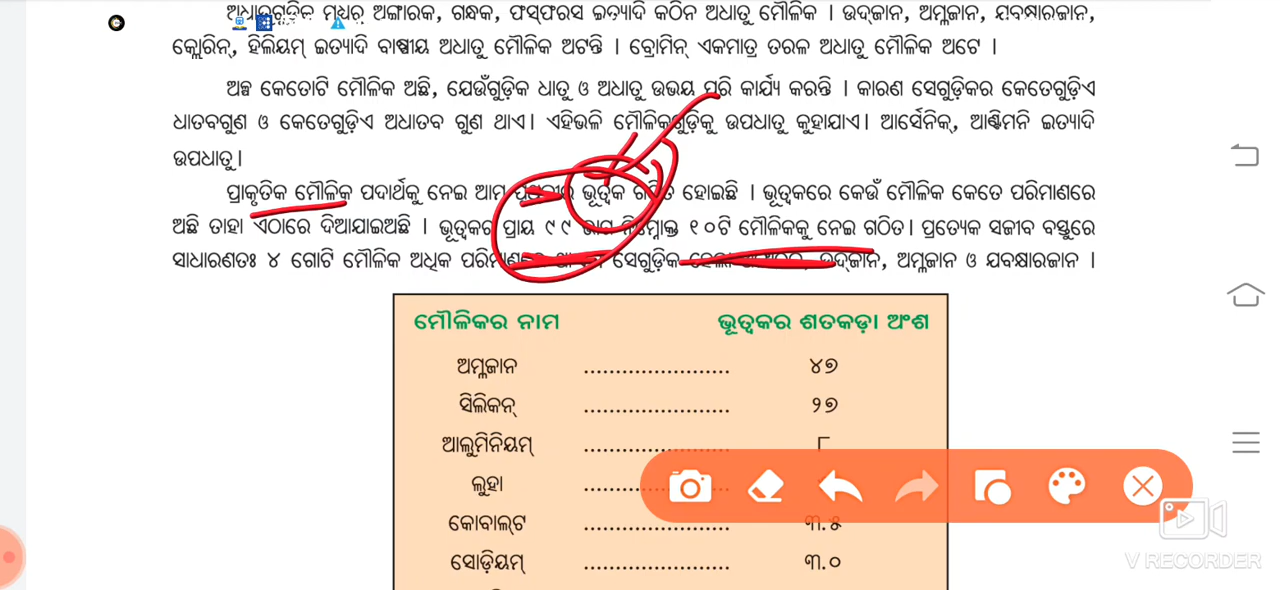 ଅଧାତୁଗୁଡ଼ିକ ମଧ୍ୟରୁ ଅଙ୍ଗାରକ, ଗନ୍ଧକ, ଫସ୍‌ଫରସ ଇତ୍ୟାଦି କଠିନ ଅଧାତୁ ମୌଳିକ । ଉଦ୍‌ଜାନ, ଅମ୍ଳଜାନ, ଯବକ୍ଷାରଜାନ,
କ୍ଲୋରିନ୍, ହିଲିୟମ୍ ଇତ୍ୟାଦି ବାଷ୍ପୀୟ ଅଧାତୁ ମୌଳିକ ଅଟନ୍ତି । ବ୍ରୋମିନ୍ ଏକମାତ୍ର ତରଳ ଅଧାତୁ ମୌଳିକ ଅଟେ ।
ଅଳ୍ପ କେତୋଟି ମୌଳିକ ଅଛି, ଯେଉଁଗୁଡ଼ିକ ଧାତୁ ଓ ଅଧାତୁ ଉଭୟ ପରି କାର୍ଯ୍ୟ କରନ୍ତି । କାରଣ ସେଗୁଡ଼ିକର କେତେଗୁଡ଼ିଏ
ଧାତବଗୁଣ ଓ କେତେଗୁଡ଼ିଏ ଅଧାତବ ଗୁଣ ଥାଏ। ଏହିଭଳି ମୌଳିକଗୁଡ଼ିକୁ ଉପଧାତୁ କୁହାଯାଏ। ଆର୍ସେନିକ୍, ଆଣ୍ଟିମନି ଇତ୍ୟାଦି
ଉପଧାତୁ।
ପ୍ରାକୃତିକ ମୌଳିକ ପଦାର୍ଥକୁ ନେଇ ଆମ ଭୂତ୍ୱକ ଗଠିତ ହୋଇଛି । ଭୂତ୍ୱକରେ କେଉଁ ମୌଳିକ କେତେ ପରିମାଣରେ
ଅଛି ତାହା ଏଠାରେ ଦିଆଯାଇଅଛି । ଭୂତ୍ୱକର ପ୍ରାୟ ୯୯ ଭାଗ ନିମ୍ନୋକ୍ତ ୧୦ଟି ମୌଳିକକୁ ନେଇ ଗଠିତ। ପ୍ରତ୍ୟେକ ସଜୀବ ବସ୍ତୁରେ
ସାଧାରଣତଃ ୪ ଗୋଟି ମୌଳିକ ଅଧିକ ପରିମାଣରେ ସେଗୁଡ଼ିକ ଉଦ୍‌ଜାନ, ଅମ୍ଳଜାନ ଓ ଯବକ୍ଷାରଜାନ ।
ମୌଳିକର ନାମ ଭୂତ୍ୱକର ଶତକଡ଼ା ଅଂଶ
ଅମ୍ଳଜାନ ....................... ୪୭
ସିଲିକନ୍ ....................... ୨୭
ଆଲୁମିନିୟମ୍ ....................... ୮
ଲୁହା .......
କୋବାଲ୍ଟ ....................... ୩.୫
ସୋଡ଼ିୟମ୍ ....................... ୩.୦
V RECORDER